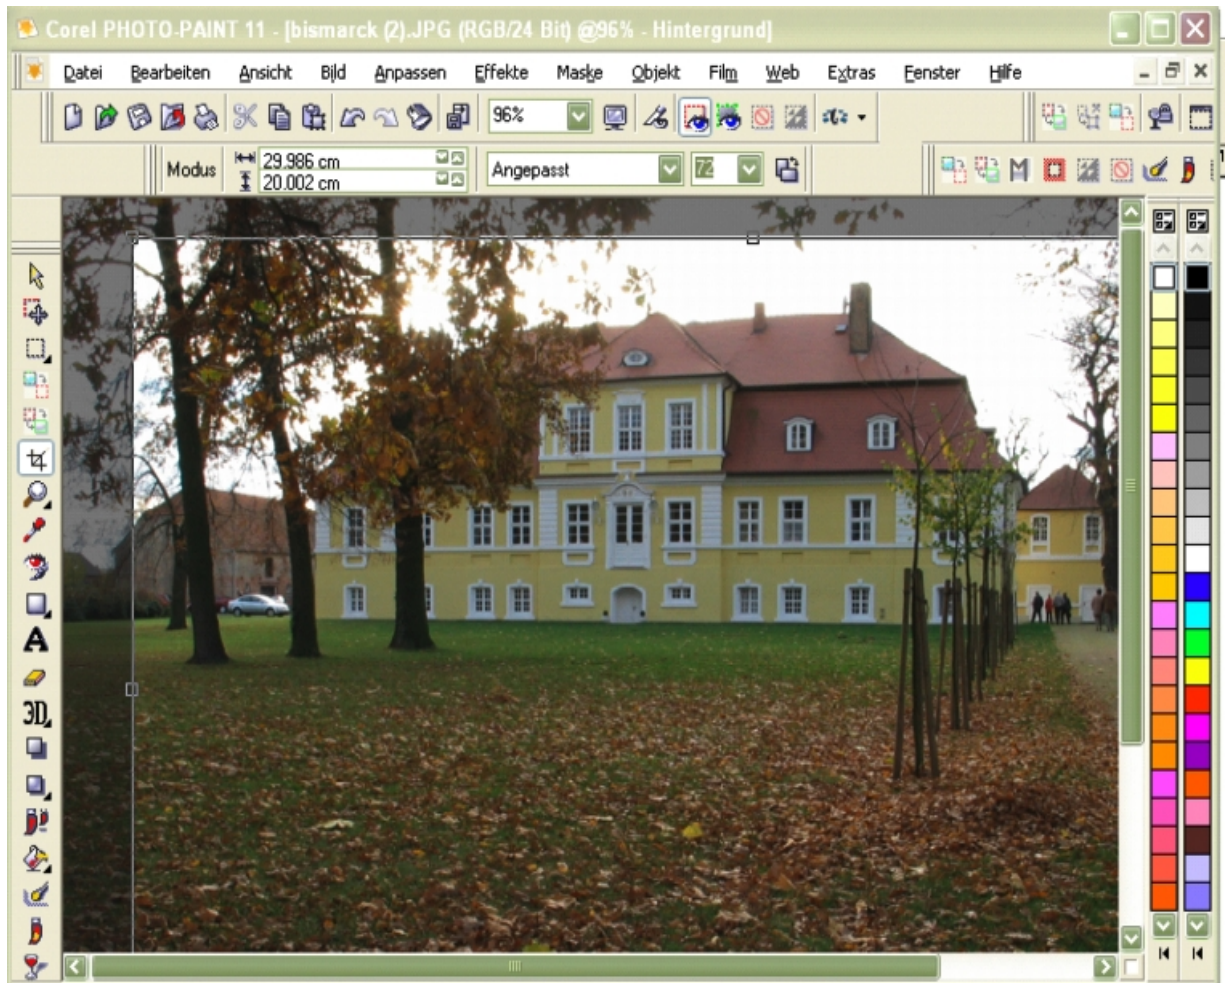 Corel PHOTO-PAINT 11 - [bismarck (2).JPG (RGB/24 Bit) @96% - Hintergrund]
Datei Bearbeiten Ansicht Bild Anpassen Effekte Maske Objekt Film Web Extras Fenster Hilfe
96%
Modus 29.986 cm Angepasst 72
20.002 cm
M
A
3D